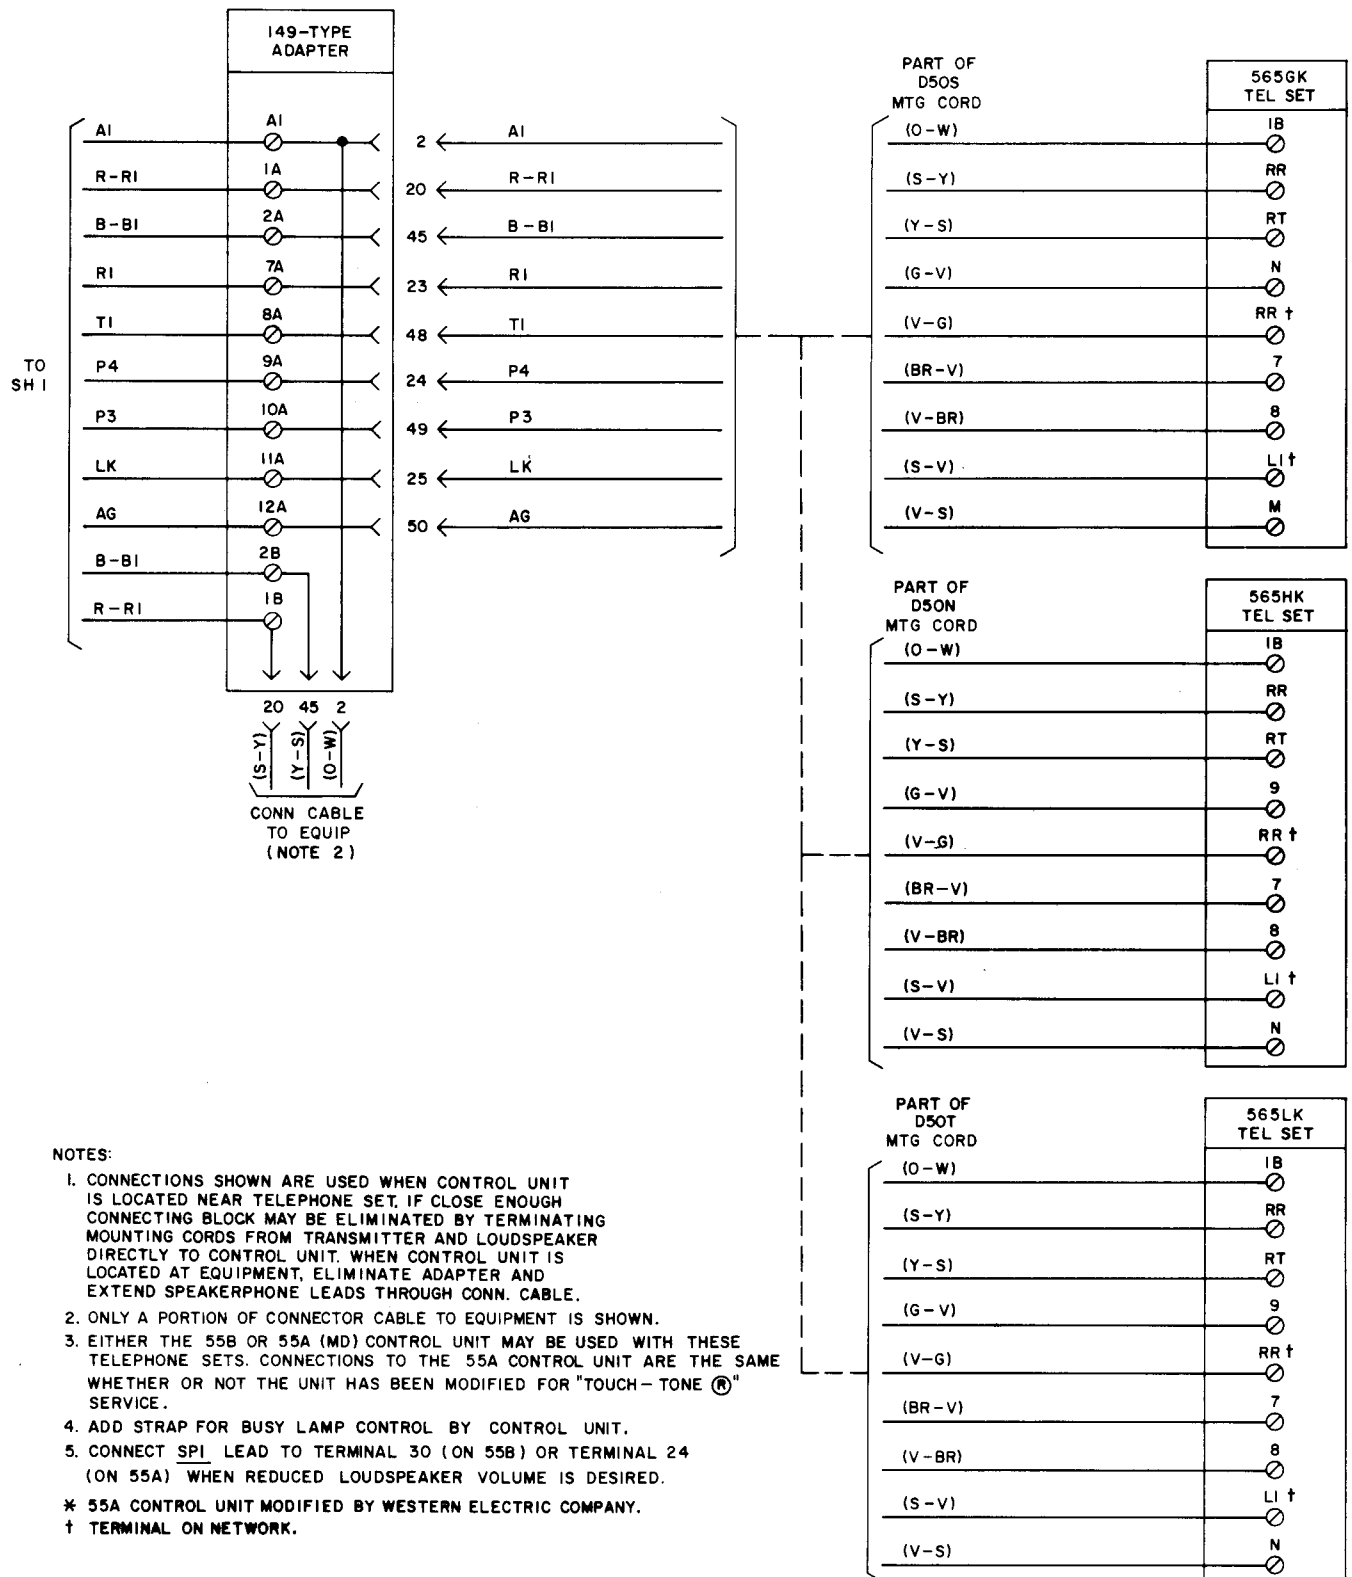 149-TYPE
ADAPTER
TO
SH 1
A1 A1 2 A1
R-R1 1A 20 R-R1
B-B1 2A 45 B-B1
R1 7A 23 R1
T1 8A 48 T1
P4 9A 24 P4
P3 10A 49 P3
LK 11A 25 LK
AG 12A 50 AG
B-B1 2B
R-R1 1B
20 45 2
(S-Y) (Y-S) (O-W)
CONN CABLE
TO EQUIP
(NOTE 2)
PART OF
D50S
MTG CORD
565GK
TEL SET
(O-W) 1B
(S-Y) RR
(Y-S) RT
(G-V) N
(V-G) RR †
(BR-V) 7
(V-BR) 8
(S-V) L1 †
(V-S) M
PART OF
D50N
MTG CORD
565HK
TEL SET
(O-W) 1B
(S-Y) RR
(Y-S) RT
(G-V) 9
(V-G) RR †
(BR-V) 7
(V-BR) 8
(S-V) L1 †
(V-S) N
PART OF
D50T
MTG CORD
565LK
TEL SET
(O-W) 1B
(S-Y) RR
(Y-S) RT
(G-V) 9
(V-G) RR †
(BR-V) 7
(V-BR) 8
(S-V) L1 †
(V-S) N
NOTES:
1. CONNECTIONS SHOWN ARE USED WHEN CONTROL UNIT
IS LOCATED NEAR TELEPHONE SET. IF CLOSE ENOUGH
CONNECTING BLOCK MAY BE ELIMINATED BY TERMINATING
MOUNTING CORDS FROM TRANSMITTER AND LOUDSPEAKER
DIRECTLY TO CONTROL UNIT. WHEN CONTROL UNIT IS
LOCATED AT EQUIPMENT, ELIMINATE ADAPTER AND
EXTEND SPEAKERPHONE LEADS THROUGH CONN. CABLE.
2. ONLY A PORTION OF CONNECTOR CABLE TO EQUIPMENT IS SHOWN.
3. EITHER THE 55B OR 55A (MD) CONTROL UNIT MAY BE USED WITH THESE
TELEPHONE SETS. CONNECTIONS TO THE 55A CONTROL UNIT ARE THE SAME
WHETHER OR NOT THE UNIT HAS BEEN MODIFIED FOR "TOUCH-TONE ®"
SERVICE.
4. ADD STRAP FOR BUSY LAMP CONTROL BY CONTROL UNIT.
5. CONNECT SP1 LEAD TO TERMINAL 30 (ON 55B) OR TERMINAL 24
(ON 55A) WHEN REDUCED LOUDSPEAKER VOLUME IS DESIRED.
* 55A CONTROL UNIT MODIFIED BY WESTERN ELECTRIC COMPANY.
† TERMINAL ON NETWORK.